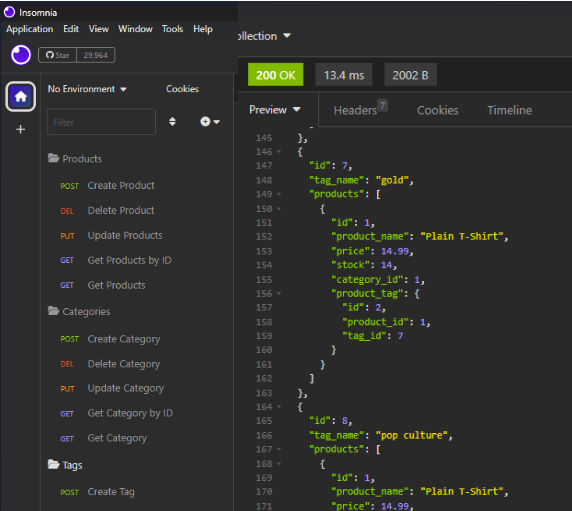 Insomnia
Application Edit View Window Tools Help
Star 29,964
No Environment
Cookies
Filter
Products
POST Create Product
DEL Delete Product
PUT Update Products
GET Get Products by ID
GET Get Products
Categories
POST Create Category
DEL Delete Category
PUT Update Category
GET Get Category by ID
GET Get Category
Tags
POST Create Tag
ollection
200 OK 13.4 ms 2002 B
Preview Headers 7 Cookies Timeline
145 },
146 {
147 "id": 7,
148 "tag_name": "gold",
149 "products": [
150 {
151 "id": 1,
152 "product_name": "Plain T-Shirt",
153 "price": 14.99,
154 "stock": 14,
155 "category_id": 1,
156 "product_tag": {
157 "id": 2,
158 "product_id": 1,
159 "tag_id": 7
160 }
161 }
162 ]
163 },
164 {
165 "id": 8,
166 "tag_name": "pop culture",
167 "products": [
168 {
169 "id": 1,
170 "product_name": "Plain T-Shirt",
171 "price": 14.99,